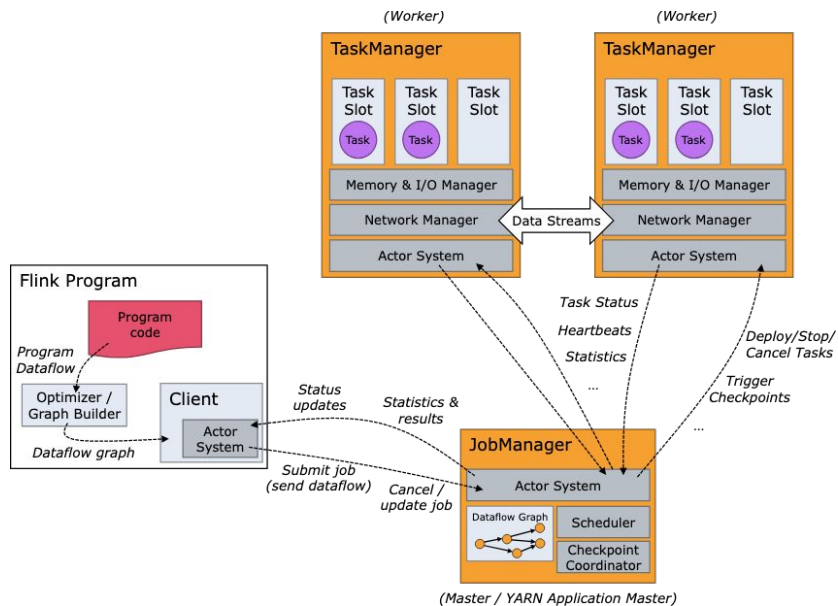 (Worker)
TaskManager
Task
Slot
Task
Task
Slot
Task
Task
Slot
Memory & I/O Manager
Network Manager
Actor System
Data Streams
(Worker)
TaskManager
Task
Slot
Task
Task
Slot
Task
Task
Slot
Memory & I/O Manager
Network Manager
Actor System
Flink Program
Program
code
Program
Dataflow
Optimizer /
Graph Builder
Dataflow graph
Client
Actor
System
Status
updates
Statistics &
results
Submit job
(send dataflow)
Cancel /
update job
Task Status
Heartbeats
Statistics
...
Deploy/Stop/
Cancel Tasks
Trigger
Checkpoints
...
JobManager
Actor System
Dataflow Graph
Scheduler
Checkpoint
Coordinator
(Master / YARN Application Master)